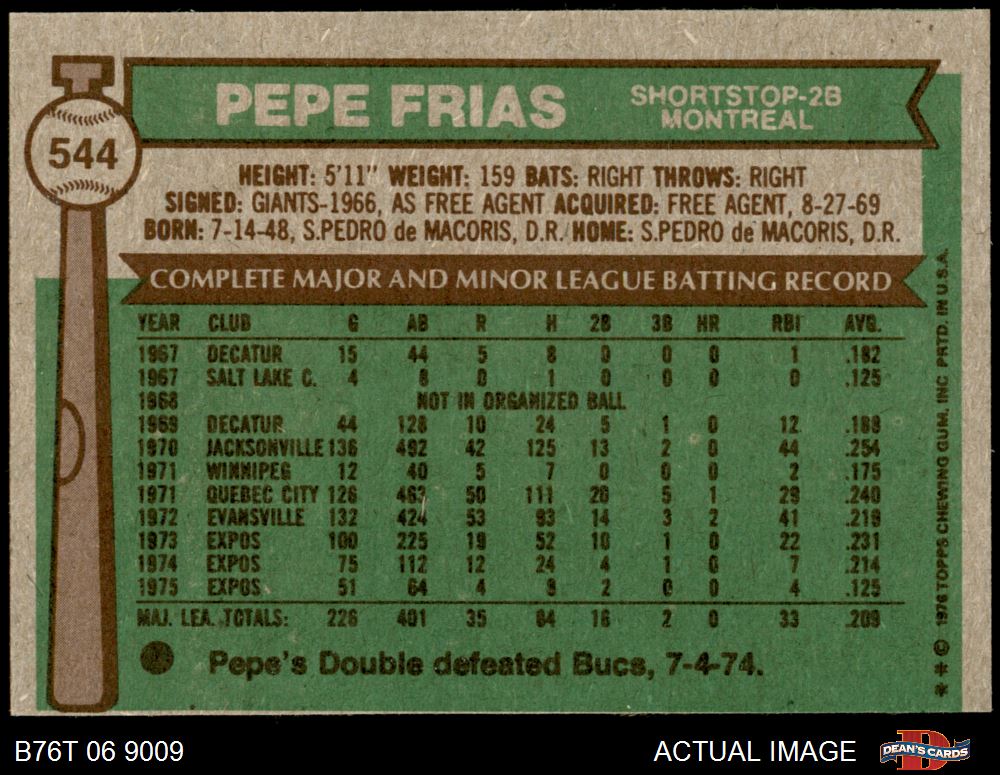 544
PEPE FRIAS
SHORTSTOP-2B
MONTREAL
HEIGHT: 5'11" WEIGHT: 159 BATS: RIGHT THROWS: RIGHT
SIGNED: GIANTS-1966, AS FREE AGENT ACQUIRED: FREE AGENT, 8-27-69
BORN: 7-14-48, S.PEDRO de MACORIS, D.R. HOME: S.PEDRO de MACORIS, D.R.
COMPLETE MAJOR AND MINOR LEAGUE BATTING RECORD
YEAR CLUB G AB R H 2B 3B HR RBI AVG.
1967 DECATUR 15 44 5 8 0 0 0 1 .182
1967 SALT LAKE C. 4 8 0 1 0 0 0 0 .125
1968 NOT IN ORGANIZED BALL
1969 DECATUR 44 128 10 24 5 1 0 12 .188
1970 JACKSONVILLE 136 492 42 125 13 2 0 44 .254
1971 WINNIPEG 12 40 5 7 0 0 0 2 .175
1971 QUEBEC CITY 126 463 50 111 20 5 1 29 .240
1972 EVANSVILLE 132 424 53 93 14 3 2 41 .219
1973 EXPOS 100 225 19 52 10 1 0 22 .231
1974 EXPOS 75 112 12 24 4 1 0 7 .214
1975 EXPOS 51 64 4 8 2 0 0 4 .125
MAJ. LEA. TOTALS: 226 401 35 84 16 2 0 33 .209
Pepe's Double defeated Bucs, 7-4-74.
* * © 1976 TOPPS CHEWING GUM, INC PRTD. IN U.S.A.
B76T 06 9009
ACTUAL IMAGE
DEAN'S CARDS